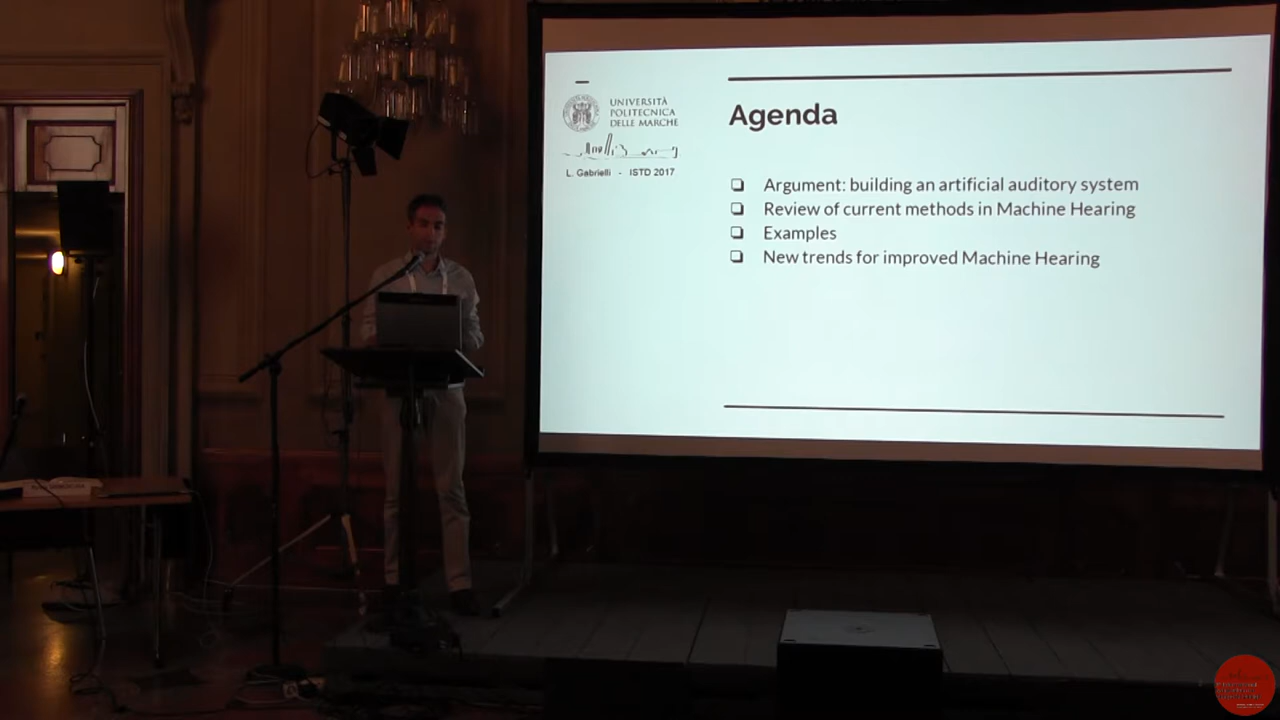 UNIVERSITÀ
POLITECNICA
DELLE MARCHE
L. Gabrielli - ISTD 2017
Agenda
❏ Argument: building an artificial auditory system
❏ Review of current methods in Machine Hearing
❏ Examples
❏ New trends for improved Machine Hearing